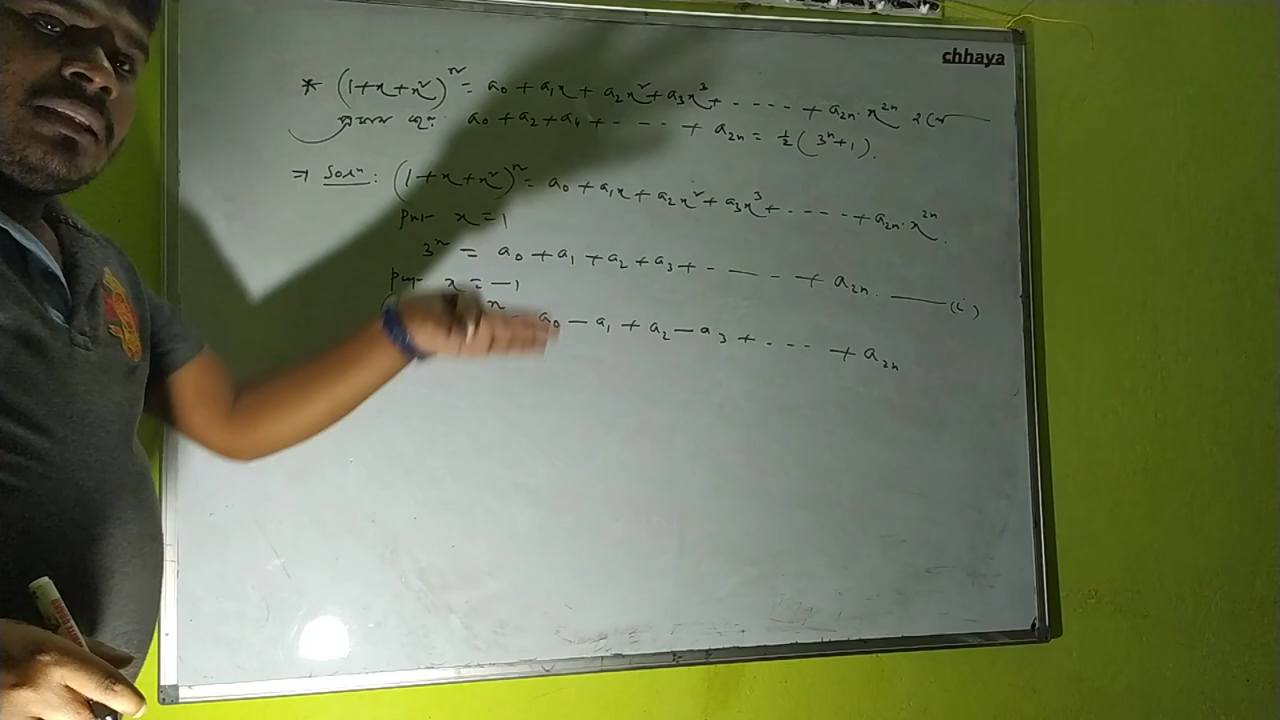 chhaya
* (1+x+x²)ⁿ = a₀ + a₁x + a₂x² + a₃x³ + ---- + a₂ₙ.x²ⁿ
প্রমাণ কর: a₀ + a₂ + a₄ + - --- + a₂ₙ = ½(3ⁿ+1).
⇒ Solⁿ: (1+x+x²)ⁿ = a₀ + a₁x + a₂x² + a₃x³ + ---- + a₂ₙ.x²ⁿ.
put x=1
3ⁿ = a₀ + a₁ + a₂ + a₃ + ---- + a₂ₙ. ——(i)
put x = -1
a₀ - a₁ + a₂ - a₃ + ---- + a₂ₙ